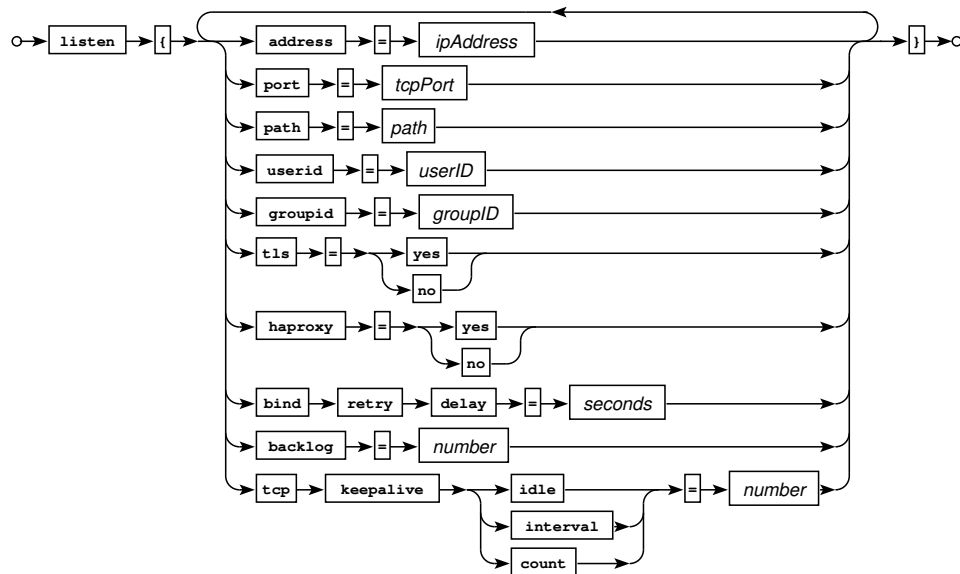 listen { address = ipAddress }
port = tcpPort
path = path
userid = userID
groupid = groupID
tls = yes
no
haproxy = yes
no
bind retry delay = seconds
backlog = number
tcp keepalive idle = number
interval
count